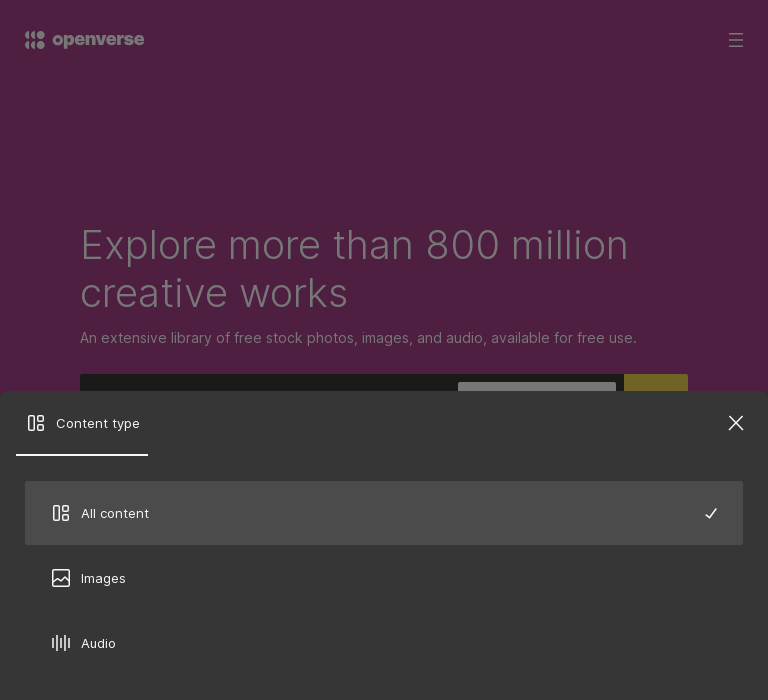 openverse
Explore more than 800 million
creative works
An extensive library of free stock photos, images, and audio, available for free use.
Content type
All content
Images
Audio